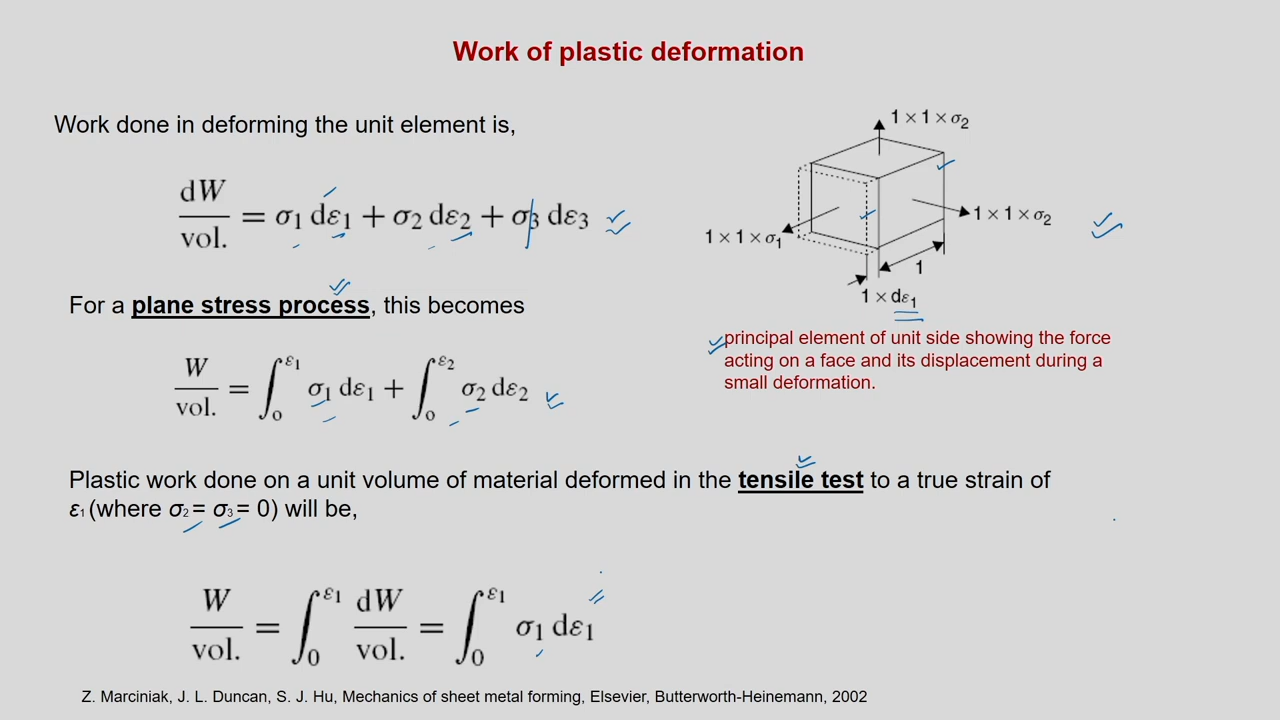 Work of plastic deformation
Work done in deforming the unit element is,
dW/vol. = σ₁ dε₁ + σ₂ dε₂ + σ₃ dε₃
1 × 1 × σ₂
1 × 1 × σ₂
1 × 1 × σ₁
1
1 × dε₁
principal element of unit side showing the force
acting on a face and its displacement during a
small deformation.
For a plane stress process, this becomes
W/vol. = ∫₀^ε₁ σ₁ dε₁ + ∫₀^ε₂ σ₂ dε₂
Plastic work done on a unit volume of material deformed in the tensile test to a true strain of
ε₁ (where σ₂ = σ₃ = 0) will be,
W/vol. = ∫₀^ε₁ dW/vol. = ∫₀^ε₁ σ₁ dε₁
Z. Marciniak, J. L. Duncan, S. J. Hu, Mechanics of sheet metal forming, Elsevier, Butterworth-Heinemann, 2002